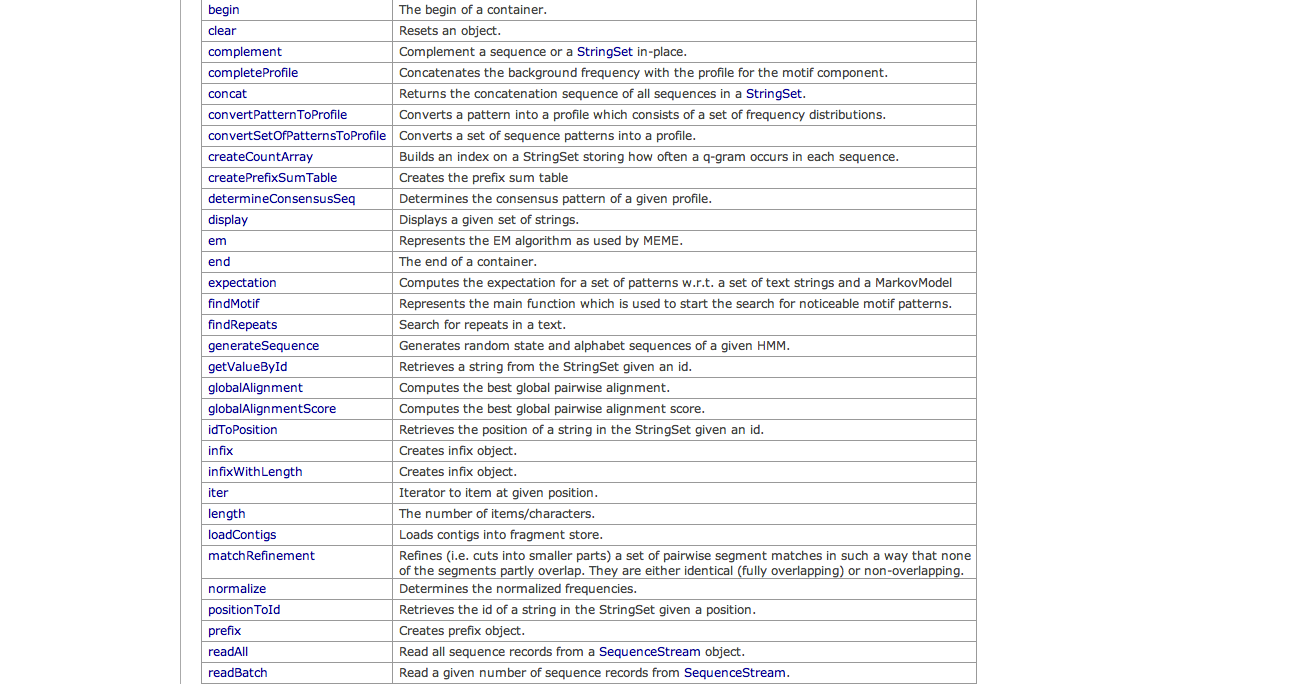 begin The begin of a container.
clear Resets an object.
complement Complement a sequence or a StringSet in-place.
completeProfile Concatenates the background frequency with the profile for the motif component.
concat Returns the concatenation sequence of all sequences in a StringSet.
convertPatternToProfile Converts a pattern into a profile which consists of a set of frequency distributions.
convertSetOfPatternsToProfile Converts a set of sequence patterns into a profile.
createCountArray Builds an index on a StringSet storing how often a q-gram occurs in each sequence.
createPrefixSumTable Creates the prefix sum table
determineConsensusSeq Determines the consensus pattern of a given profile.
display Displays a given set of strings.
em Represents the EM algorithm as used by MEME.
end The end of a container.
expectation Computes the expectation for a set of patterns w.r.t. a set of text strings and a MarkovModel
findMotif Represents the main function which is used to start the search for noticeable motif patterns.
findRepeats Search for repeats in a text.
generateSequence Generates random state and alphabet sequences of a given HMM.
getValueById Retrieves a string from the StringSet given an id.
globalAlignment Computes the best global pairwise alignment.
globalAlignmentScore Computes the best global pairwise alignment score.
idToPosition Retrieves the position of a string in the StringSet given an id.
infix Creates infix object.
infixWithLength Creates infix object.
iter Iterator to item at given position.
length The number of items/characters.
loadContigs Loads contigs into fragment store.
matchRefinement Refines (i.e. cuts into smaller parts) a set of pairwise segment matches in such a way that none
of the segments partly overlap. They are either identical (fully overlapping) or non-overlapping.
normalize Determines the normalized frequencies.
positionToId Retrieves the id of a string in the StringSet given a position.
prefix Creates prefix object.
readAll Read all sequence records from a SequenceStream object.
readBatch Read a given number of sequence records from SequenceStream.